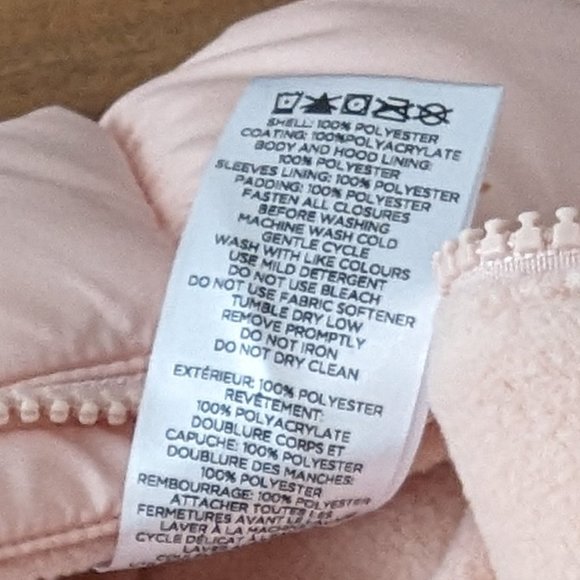 SHELL: 100% POLYESTER
COATING: 100%POLYACRYLATE
BODY AND HOOD LINING:
100% POLYESTER
SLEEVES LINING: 100% POLYESTER
PADDING: 100% POLYESTER
FASTEN ALL CLOSURES
BEFORE WASHING
MACHINE WASH COLD
GENTLE CYCLE
WASH WITH LIKE COLOURS
USE MILD DETERGENT
DO NOT USE BLEACH
DO NOT USE FABRIC SOFTENER
TUMBLE DRY LOW
REMOVE PROMPTLY
DO NOT IRON
DO NOT DRY CLEAN
EXTÉRIEUR: 100% POLYESTER
REVÊTEMENT:
100% POLYACRYLATE
DOUBLURE CORPS ET
CAPUCHE: 100% POLYESTER
DOUBLURE DES MANCHES:
100% POLYESTER
REMBOURRAGE: 100% POLYESTER
ATTACHER TOUTES LES
FERMETURES AVANT LE
LAVER À LA
CYCLE DÉLICAT